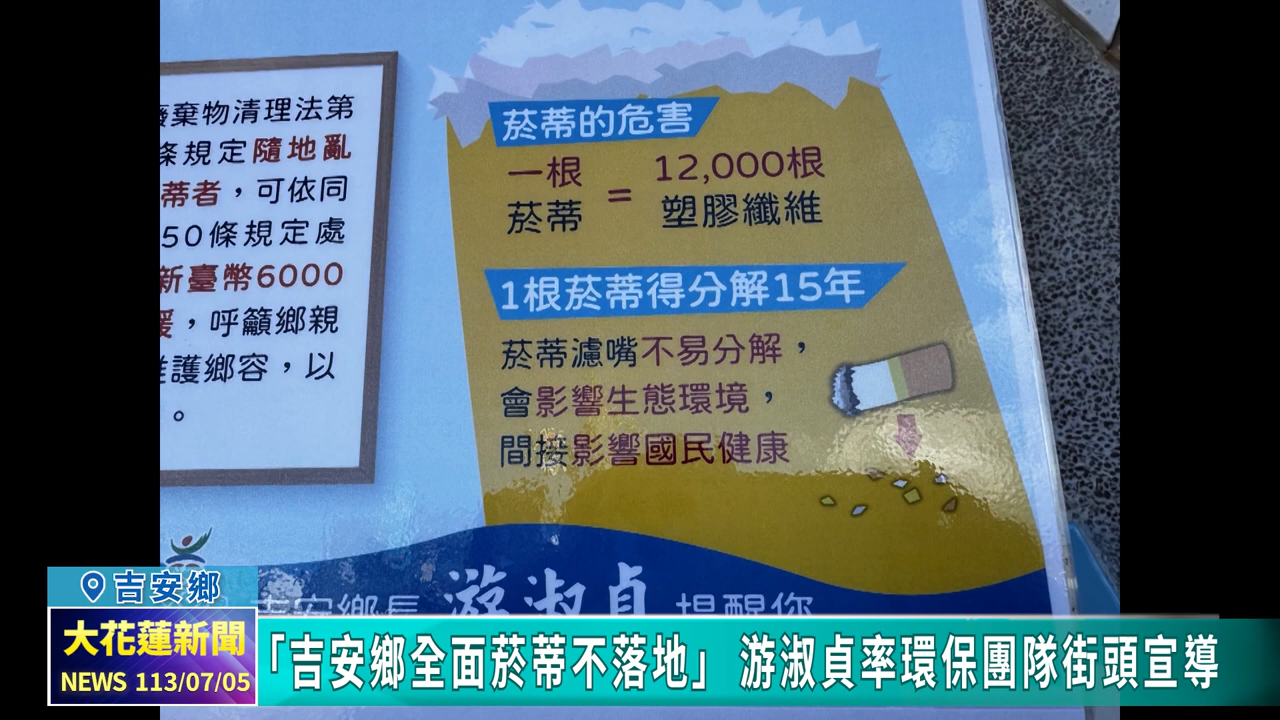 廢棄物清理法第
條規定隨地亂
蒂者，可依同
50條規定處
新臺幣6000
鍰，呼籲鄉親
維護鄉容，以
。
菸蒂的危害
一根 = 12,000根
菸蒂 塑膠纖維
1根菸蒂得分解15年
菸蒂濾嘴不易分解，
會影響生態環境，
間接影響國民健康
吉安鄉長 游淑貞 提醒您
吉安鄉
大花蓮新聞
NEWS 113/07/05
「吉安鄉全面菸蒂不落地」 游淑貞率環保團隊街頭宣導